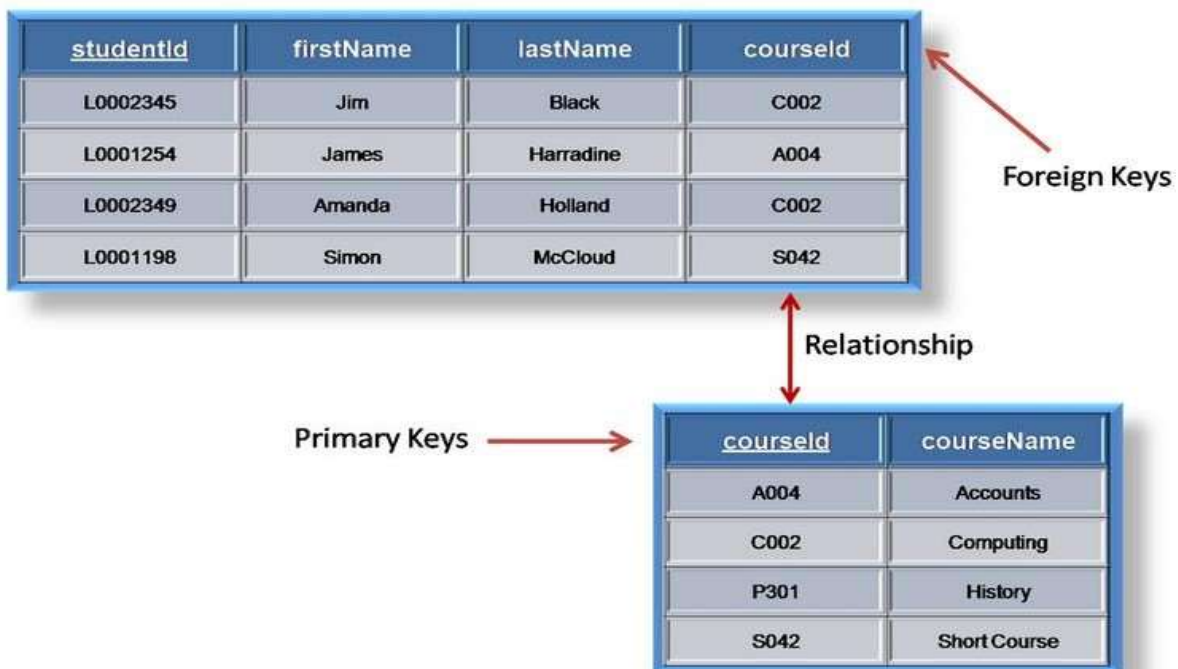 studentId firstName lastName courseId
L0002345 Jim Black C002
L0001254 James Harradine A004
L0002349 Amanda Holland C002
L0001198 Simon McCloud S042
Foreign Keys
Relationship
Primary Keys
courseId courseName
A004 Accounts
C002 Computing
P301 History
S042 Short Course